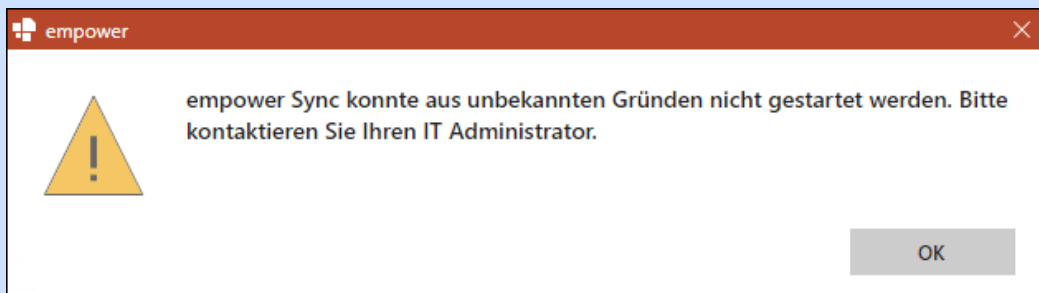 empower
empower Sync konnte aus unbekannten Gründen nicht gestartet werden. Bitte
kontaktieren Sie Ihren IT Administrator.
OK